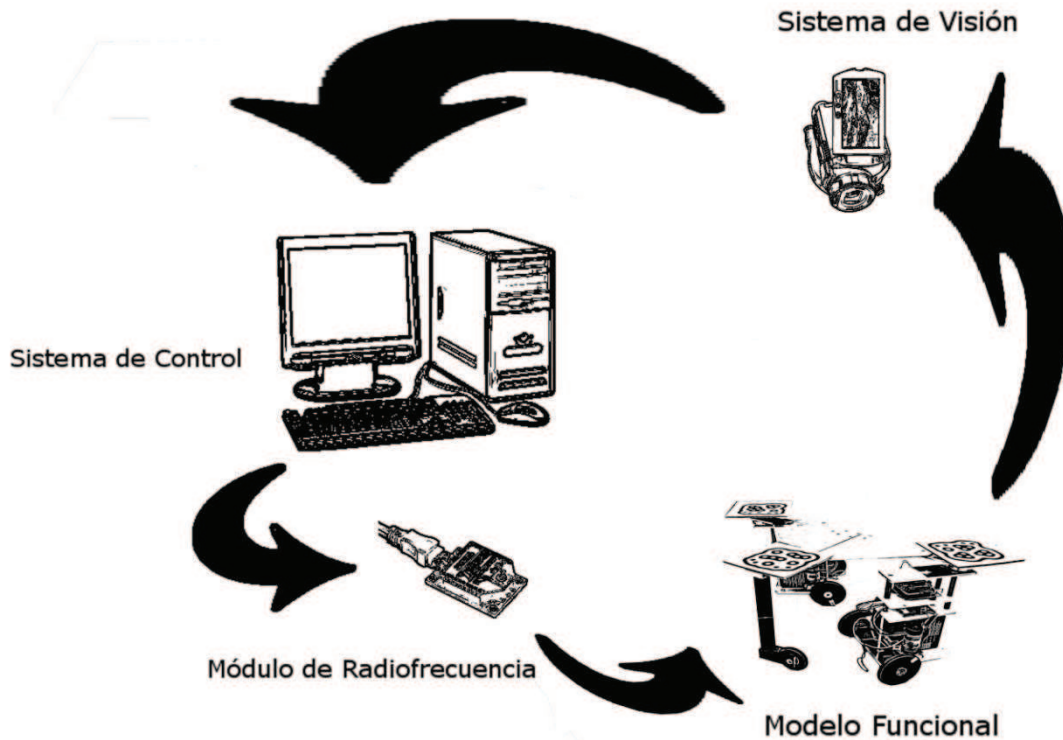 Sistema de Visión
Sistema de Control
Módulo de Radiofrecuencia
Modelo Funcional